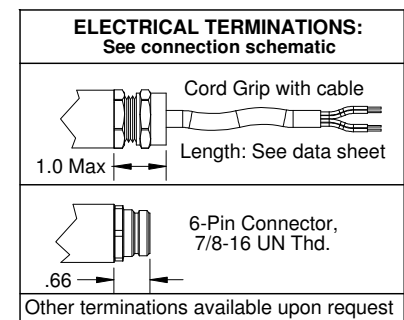 ELECTRICAL TERMINATIONS:
See connection schematic
Cord Grip with cable
Length: See data sheet
1.0 Max
6-Pin Connector,
7/8-16 UN Thd.
.66
Other terminations available upon request